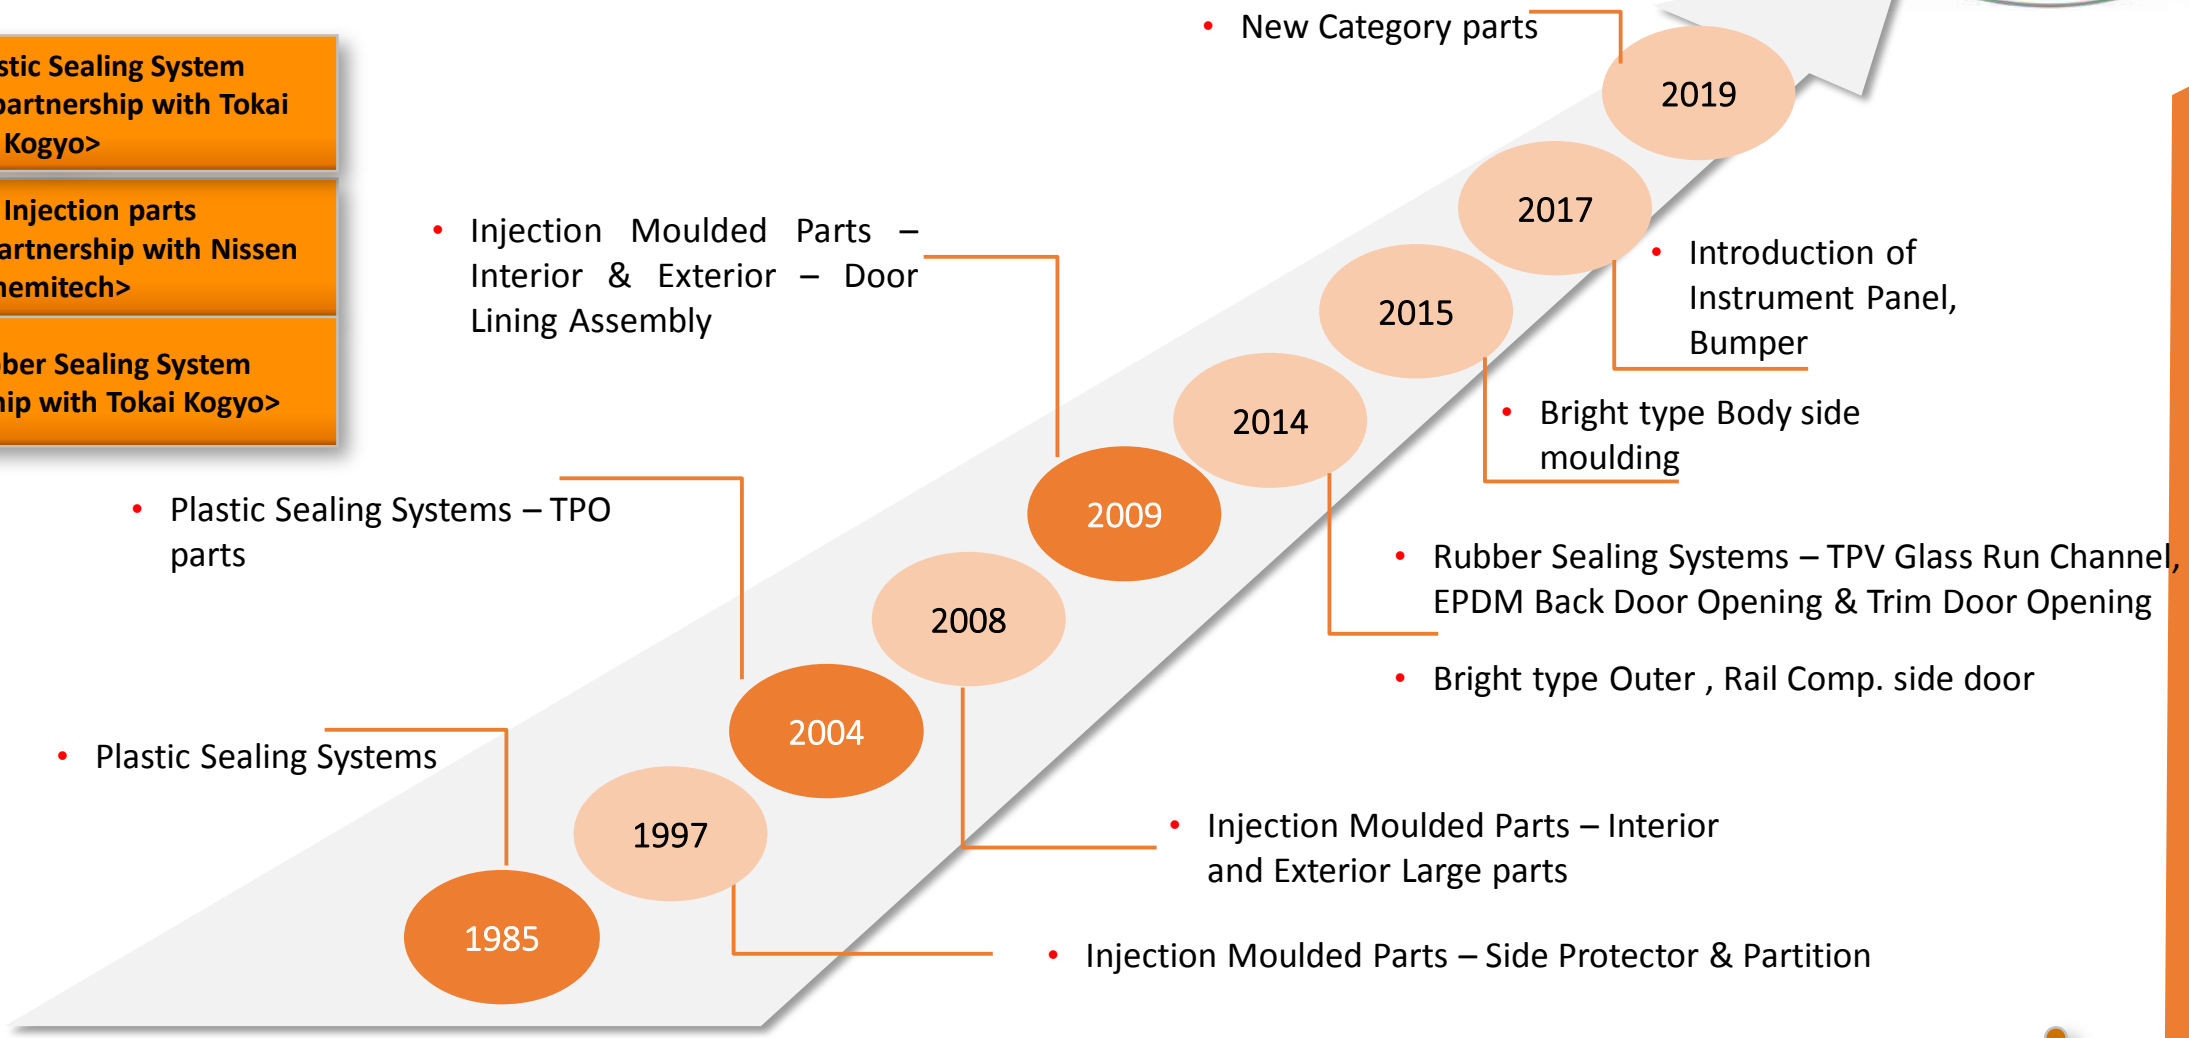 • New Category parts
stic Sealing System
partnership with Tokai
Kogyo>
Injection parts
artnership with Nissen
hemitech>
ber Sealing System
hip with Tokai Kogyo>
2019
2017
2015
2014
2009
2008
2004
1997
1985
• Injection Moulded Parts –
Interior & Exterior – Door
Lining Assembly
• Introduction of
Instrument Panel,
Bumper
• Bright type Body side
moulding
• Plastic Sealing Systems – TPO
parts
• Rubber Sealing Systems – TPV Glass Run Channel,
EPDM Back Door Opening & Trim Door Opening
• Bright type Outer , Rail Comp. side door
• Plastic Sealing Systems
• Injection Moulded Parts – Interior
and Exterior Large parts
• Injection Moulded Parts – Side Protector & Partition